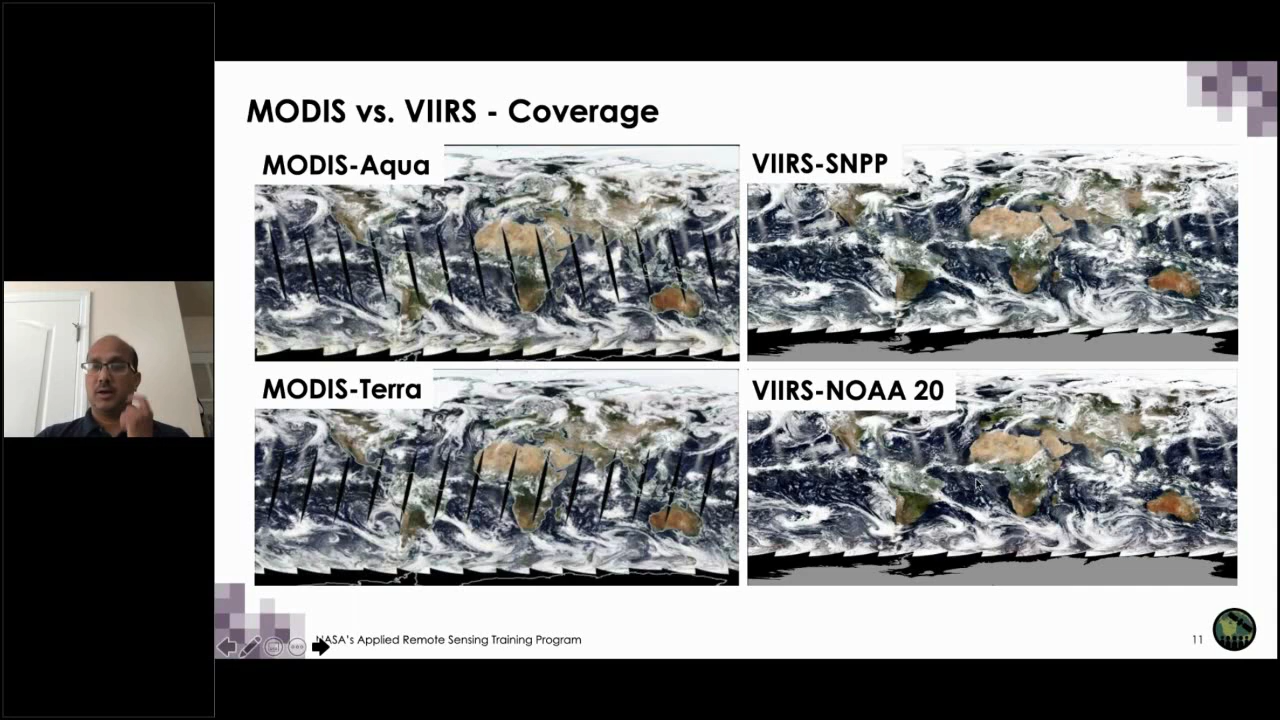 MODIS vs. VIIRS - Coverage
MODIS-Aqua
VIIRS-SNPP
MODIS-Terra
VIIRS-NOAA 20
NASA's Applied Remote Sensing Training Program
11